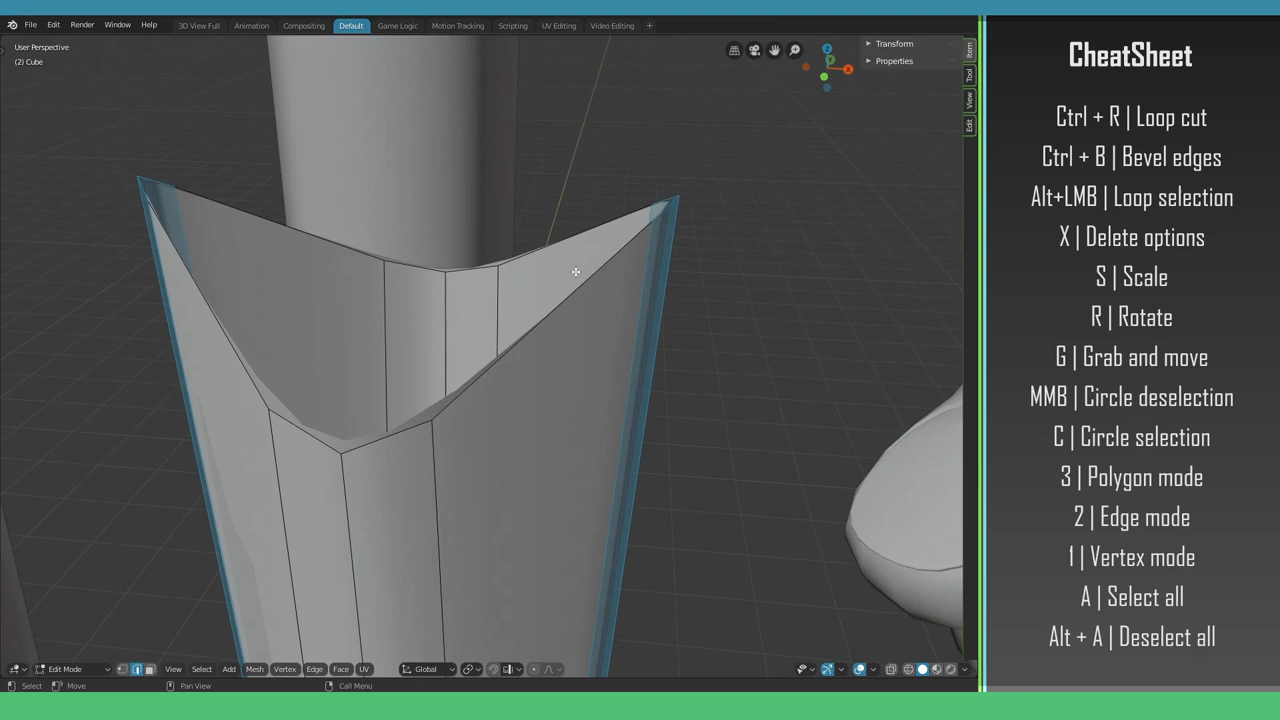 File Edit Render Window Help 3D View Full Animation Compositing Default Game Logic Motion Tracking Scripting UV Editing Video Editing +
User Perspective
(2) Cube
Transform
Properties
Z
Y
X
Item
Tool
View
Edit
CheatSheet
Ctrl + R | Loop cut
Ctrl + B | Bevel edges
Alt+LMB | Loop selection
X | Delete options
S | Scale
R | Rotate
G | Grab and move
MMB | Circle deselection
C | Circle selection
3 | Polygon mode
2 | Edge mode
1 | Vertex mode
A | Select all
Alt + A | Deselect all
Edit Mode View Select Add Mesh Vertex Edge Face UV Global
Select Move Pan View Call Menu